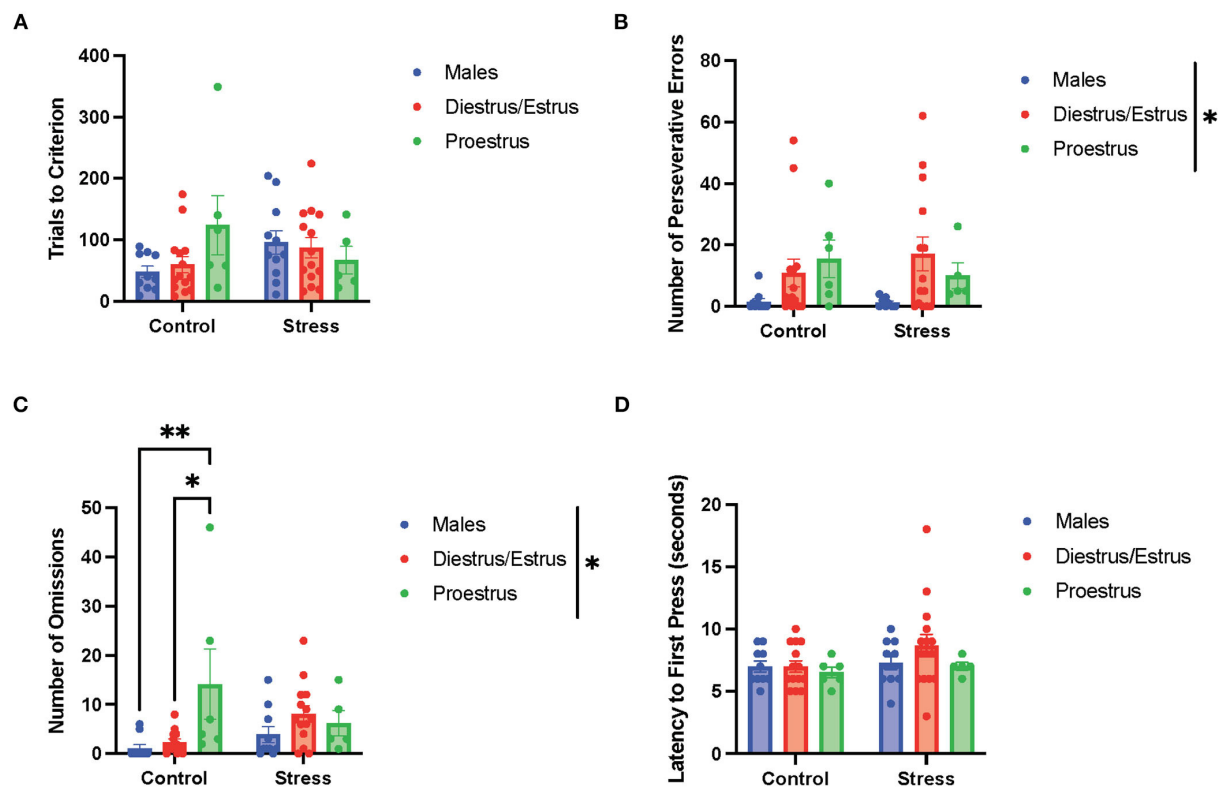 A
Trials to Criterion
400
300
200
100
0
Control
Stress
Males
Diestrus/Estrus
Proestrus
B
Number of Perseverative Errors
80
60
40
20
0
Control
Stress
Males
Diestrus/Estrus
Proestrus
*
C
Number of Omissions
50
40
30
20
10
0
**
*
Control
Stress
Males
Diestrus/Estrus
Proestrus
*
D
Latency to First Press (seconds)
20
15
10
5
0
Control
Stress
Males
Diestrus/Estrus
Proestrus